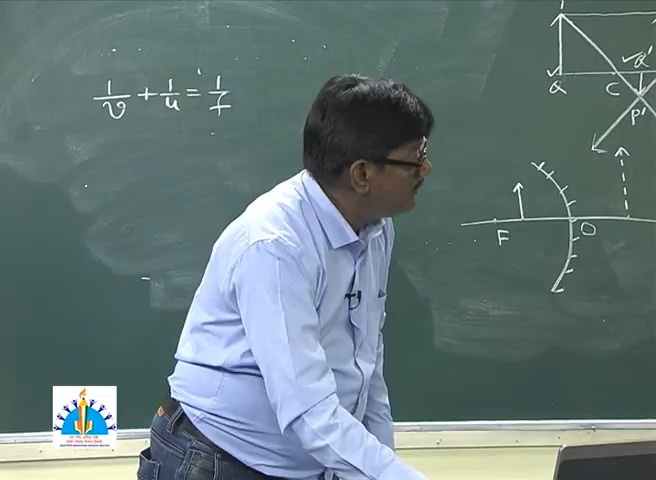 1/v + 1/u = 1/f
Q C Q'
P'
F O